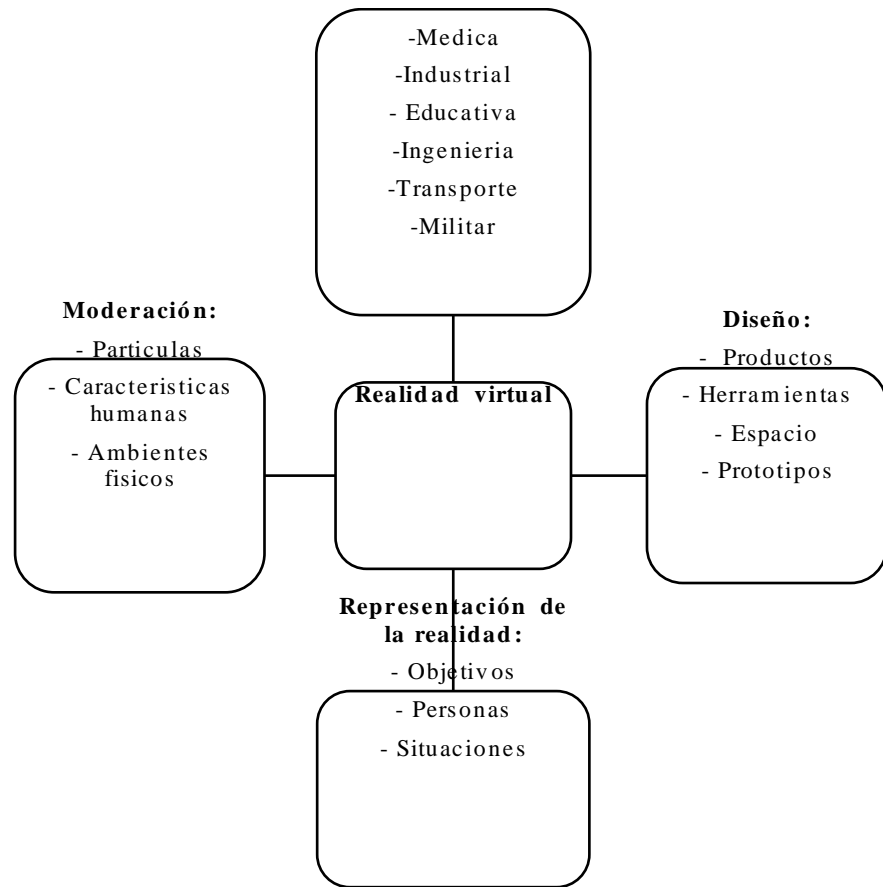 -Medica
-Industrial
- Educativa
-Ingenieria
-Transporte
-Militar
Moderación:
- Particulas
- Caracteristicas
humanas
- Ambientes
fisicos
Realidad virtual
Diseño:
- Productos
- Herramientas
- Espacio
- Prototipos
Representación de
la realidad:
- Objetivos
- Personas
- Situaciones